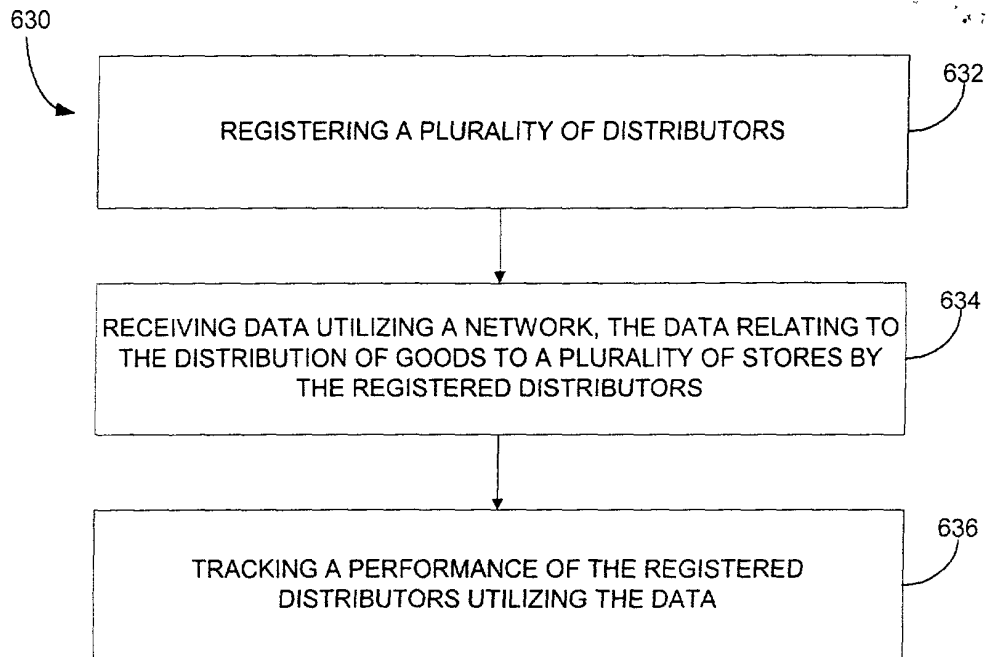 630
632
REGISTERING A PLURALITY OF DISTRIBUTORS
634
RECEIVING DATA UTILIZING A NETWORK, THE DATA RELATING TO
THE DISTRIBUTION OF GOODS TO A PLURALITY OF STORES BY
THE REGISTERED DISTRIBUTORS
636
TRACKING A PERFORMANCE OF THE REGISTERED
DISTRIBUTORS UTILIZING THE DATA